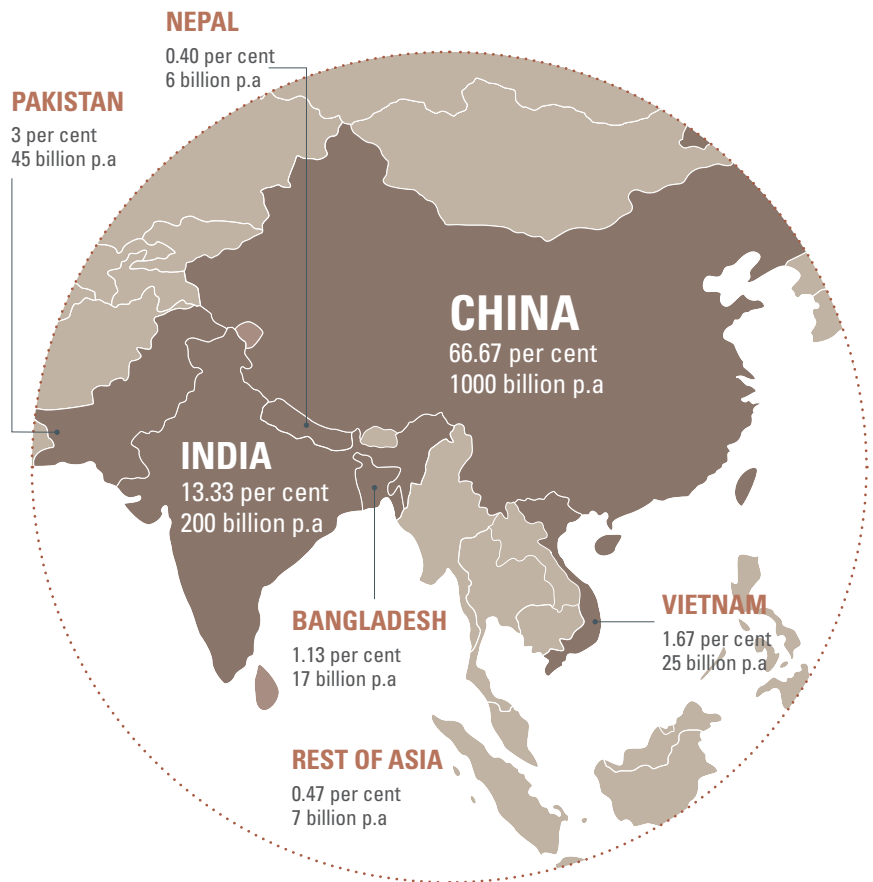 NEPAL
0.40 per cent
6 billion p.a
PAKISTAN
3 per cent
45 billion p.a
CHINA
66.67 per cent
1000 billion p.a
INDIA
13.33 per cent
200 billion p.a
BANGLADESH
1.13 per cent
17 billion p.a
VIETNAM
1.67 per cent
25 billion p.a
REST OF ASIA
0.47 per cent
7 billion p.a